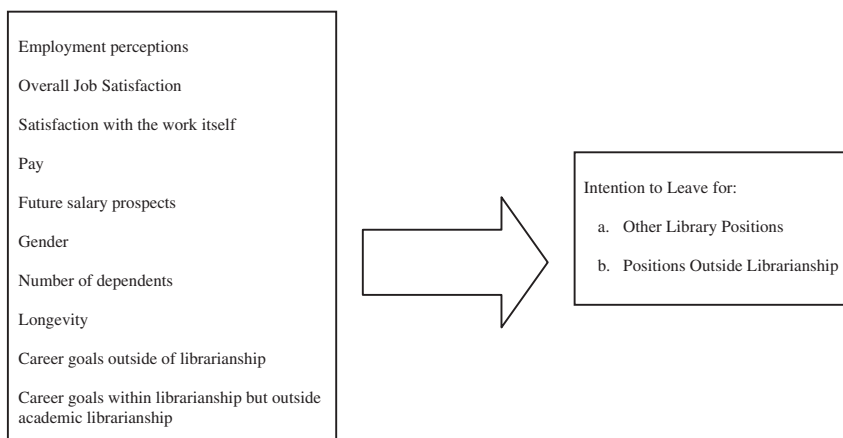 Employment perceptions
Overall Job Satisfaction
Satisfaction with the work itself
Pay
Future salary prospects
Gender
Number of dependents
Longevity
Career goals outside of librarianship
Career goals within librarianship but outside
academic librarianship
Intention to Leave for:
a. Other Library Positions
b. Positions Outside Librarianship